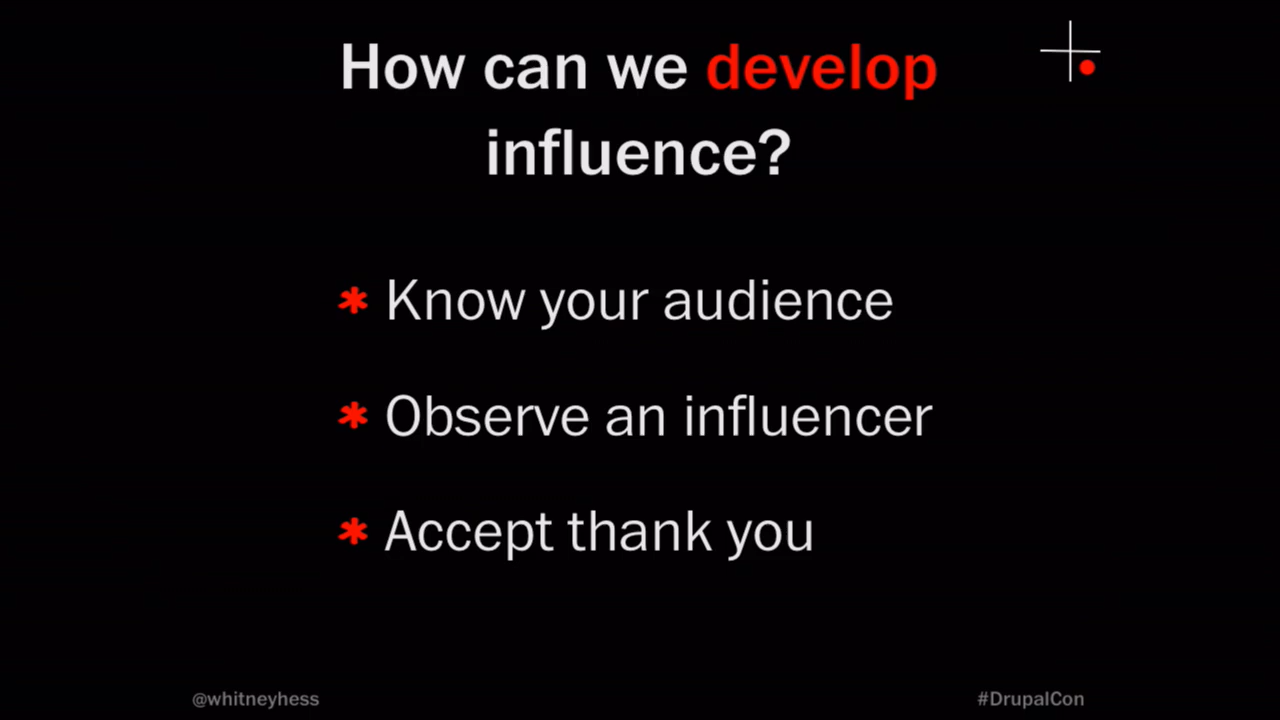 How can we develop
influence?
* Know your audience
* Observe an influencer
* Accept thank you
@whitneyhess
#DrupalCon